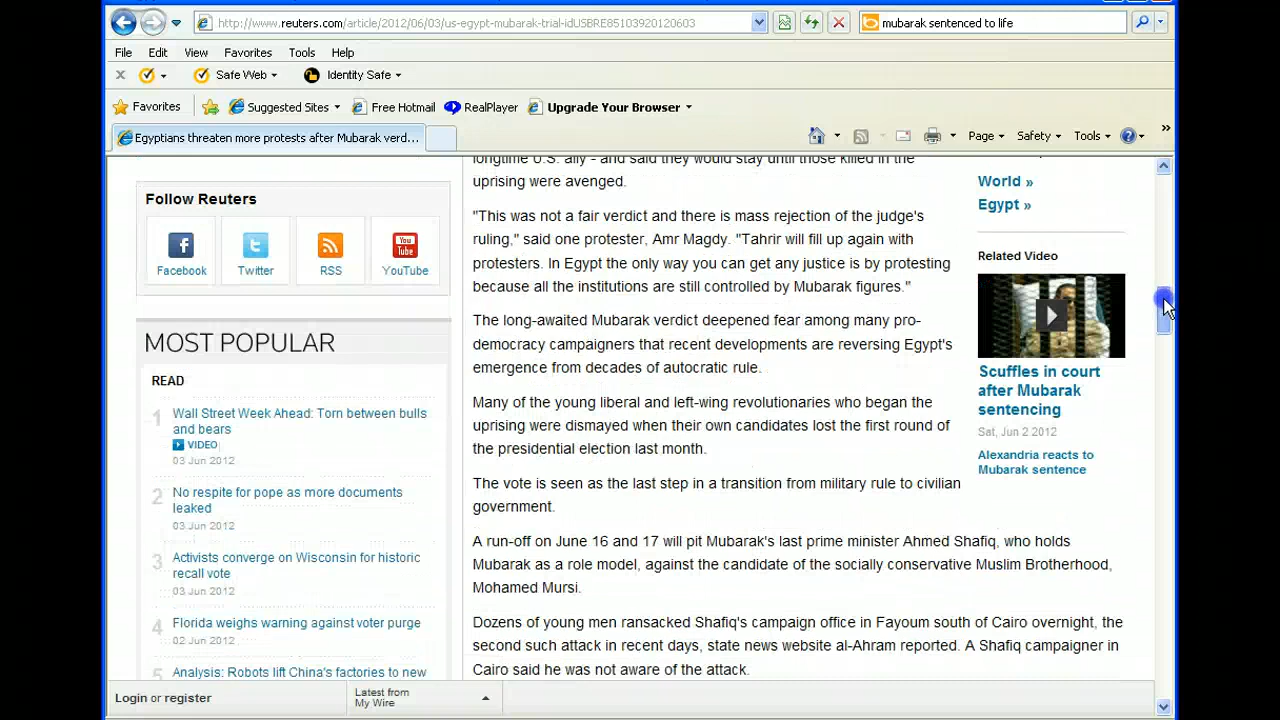 http://www.reuters.com/article/2012/06/03/us-egypt-mubarak-trial-idUSBRE85103920120603
mubarak sentenced to life
File Edit View Favorites Tools Help
Safe Web Identity Safe
Favorites Suggested Sites Free Hotmail RealPlayer Upgrade Your Browser
Egyptians threaten more protests after Mubarak verd...
Page Safety Tools
Follow Reuters
Facebook Twitter RSS YouTube
MOST POPULAR
READ
1 Wall Street Week Ahead: Torn between bulls
and bears
VIDEO
03 Jun 2012
2 No respite for pope as more documents
leaked
03 Jun 2012
3 Activists converge on Wisconsin for historic
recall vote
03 Jun 2012
4 Florida weighs warning against voter purge
02 Jun 2012
5 Analysis: Robots lift China's factories to new
longtime U.S. ally - and said they would stay until those killed in the
uprising were avenged.
"This was not a fair verdict and there is mass rejection of the judge's
ruling," said one protester, Amr Magdy. "Tahrir will fill up again with
protesters. In Egypt the only way you can get any justice is by protesting
because all the institutions are still controlled by Mubarak figures."
The long-awaited Mubarak verdict deepened fear among many pro-
democracy campaigners that recent developments are reversing Egypt's
emergence from decades of autocratic rule.
Many of the young liberal and left-wing revolutionaries who began the
uprising were dismayed when their own candidates lost the first round of
the presidential election last month.
The vote is seen as the last step in a transition from military rule to civilian
government.
A run-off on June 16 and 17 will pit Mubarak's last prime minister Ahmed Shafiq, who holds
Mubarak as a role model, against the candidate of the socially conservative Muslim Brotherhood,
Mohamed Mursi.
Dozens of young men ransacked Shafiq's campaign office in Fayoum south of Cairo overnight, the
second such attack in recent days, state news website al-Ahram reported. A Shafiq campaigner in
Cairo said he was not aware of the attack.
World »
Egypt »
Related Video
Scuffles in court
after Mubarak
sentencing
Sat, Jun 2 2012
Alexandria reacts to
Mubarak sentence
Login or register
Latest from
My Wire